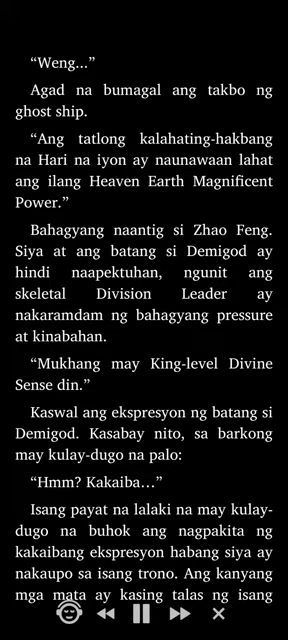 “Weng...”
Agad na bumagal ang takbo ng
ghost ship.
“Ang tatlong kalahating-hakbang
na Hari na iyon ay naunawaan lahat
ang ilang Heaven Earth Magnificent
Power.”
Bahagyang naantig si Zhao Feng.
Siya at ang batang si Demigod ay
hindi naapektuhan, ngunit ang
skeletal Division Leader ay
nakaramdam ng bahagyang pressure
at kinabahan.
“Mukhang may King-level Divine
Sense din.”
Kaswal ang ekspresyon ng batang si
Demigod. Kasabay nito, sa barkong
may kulay-dugo na palo:
“Hmm? Kakaiba…”
Isang payat na lalaki na may kulay-
dugo na buhok ang nagpakita ng
kakaibang ekspresyon habang siya ay
nakaupo sa isang trono. Ang kanyang
mga mata ay kasing talas ng isang